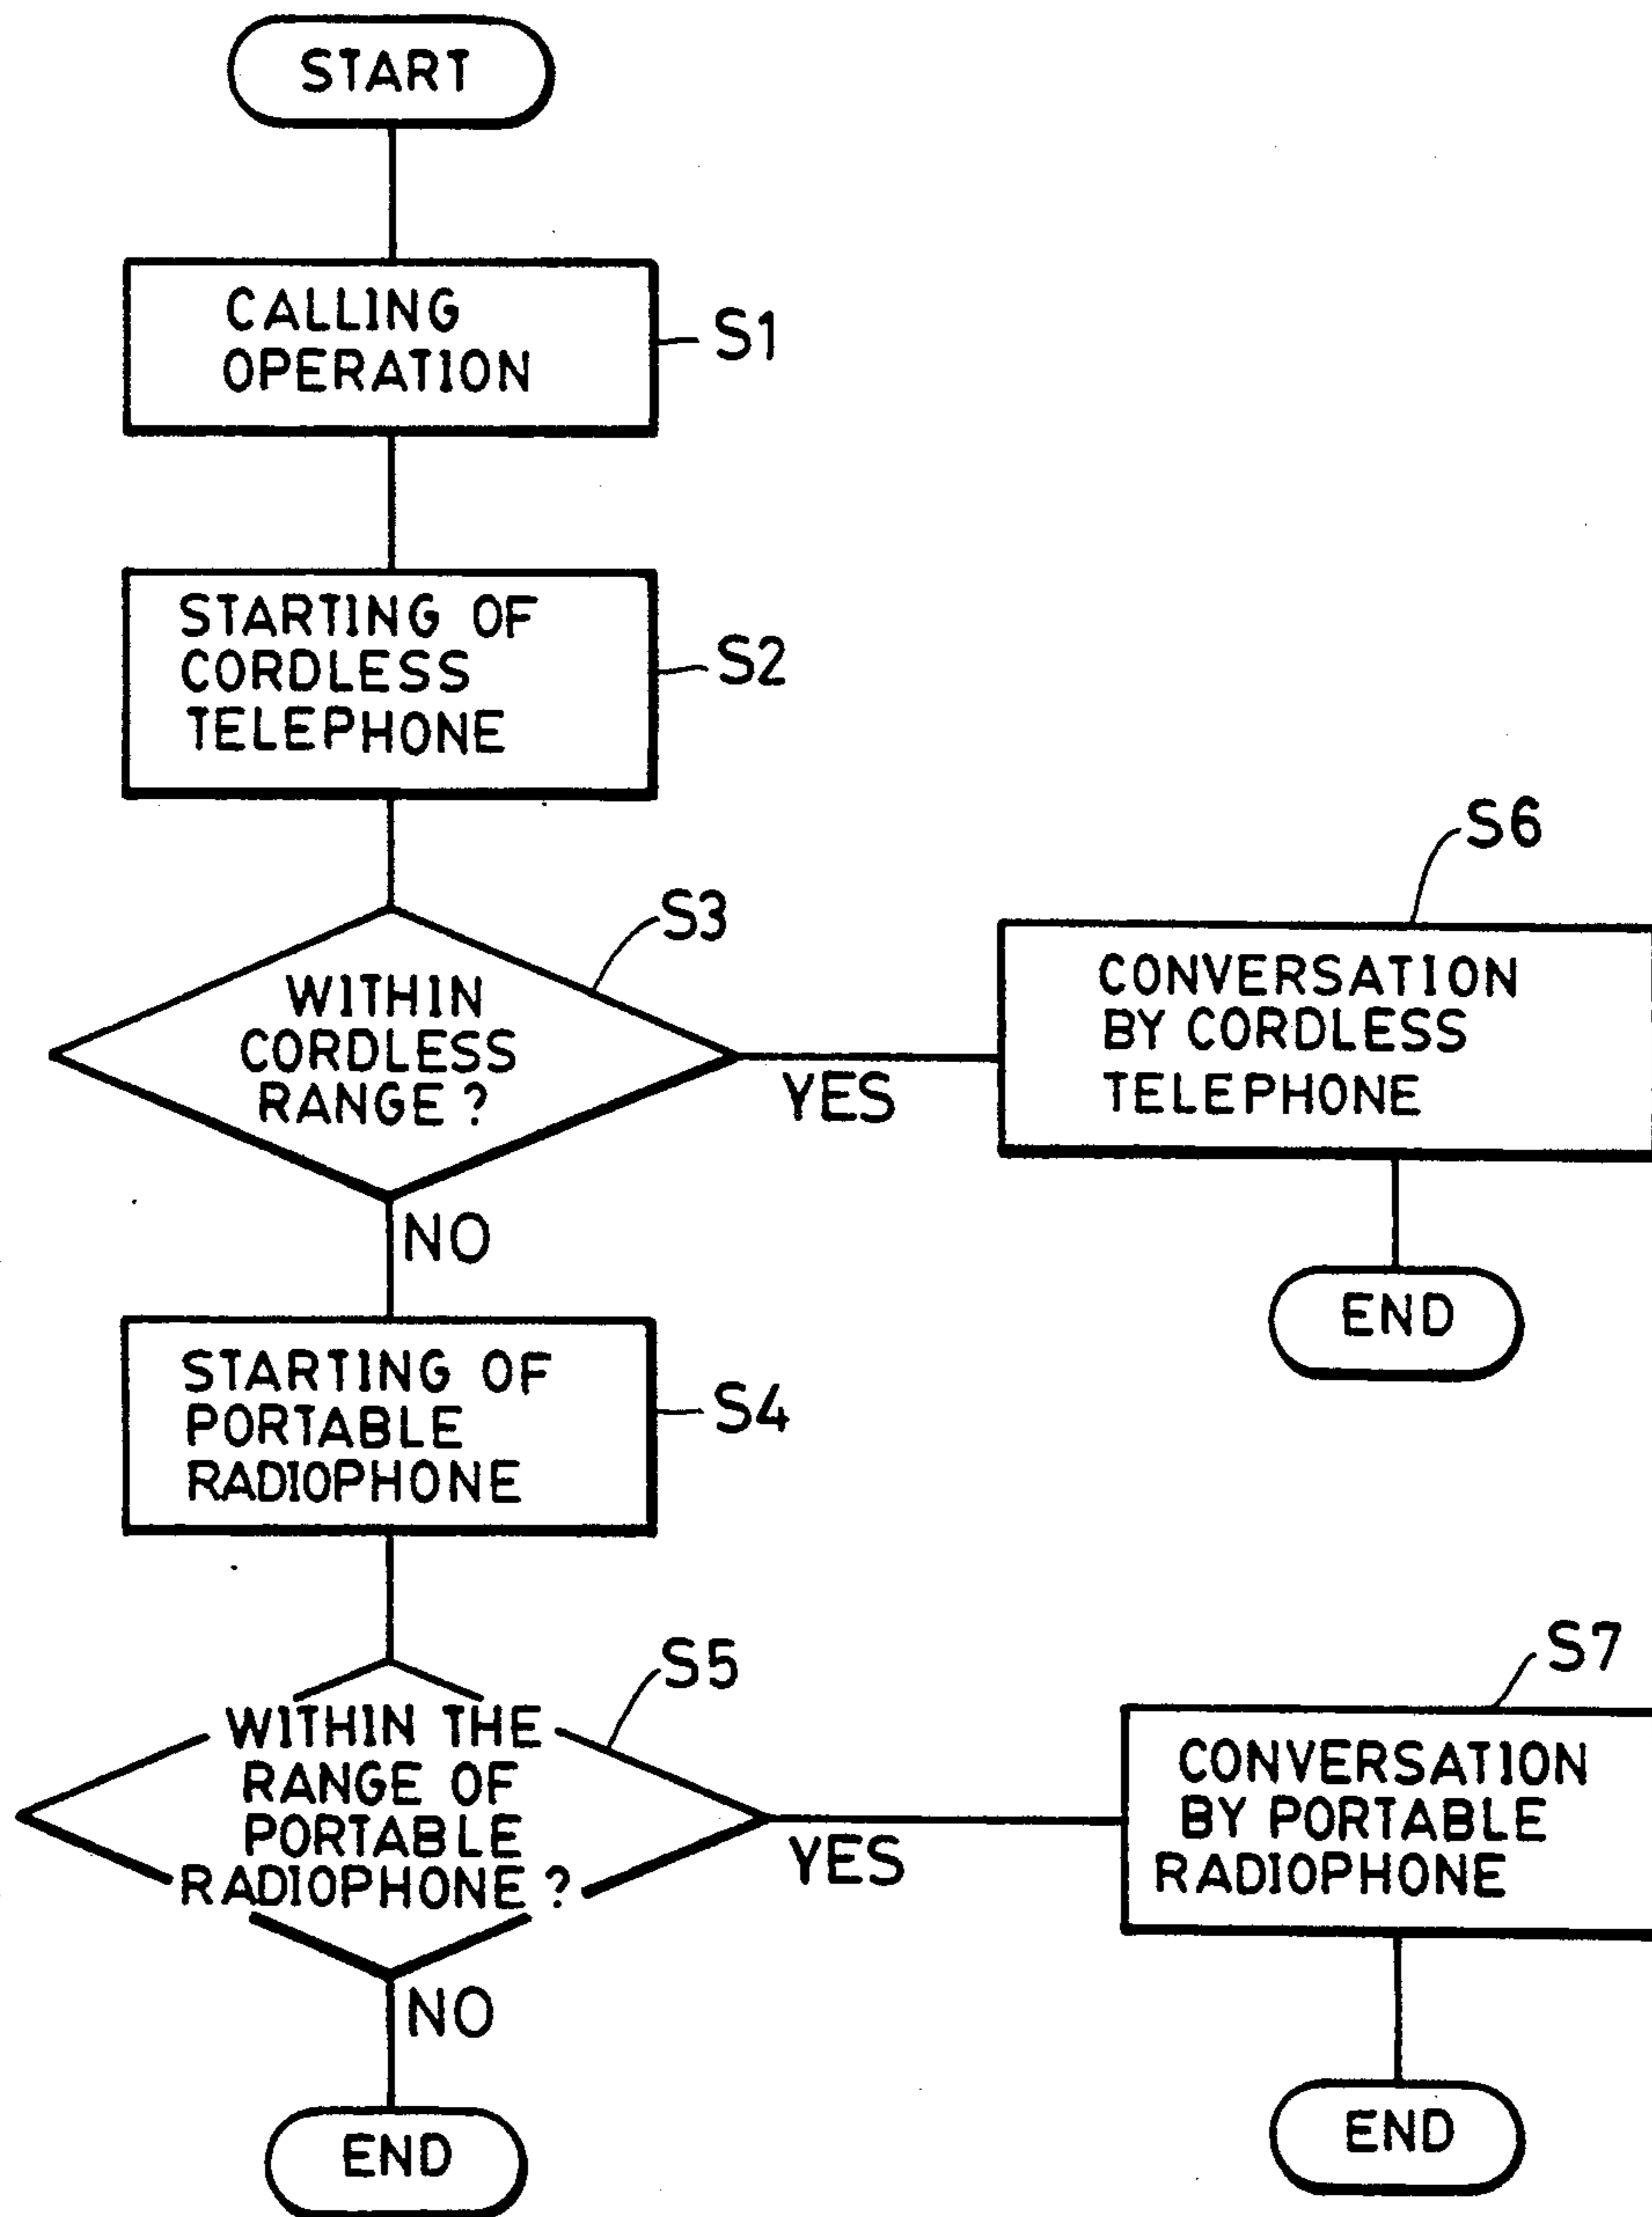 START
CALLING
OPERATION
S1
STARTING OF
CORDLESS
TELEPHONE
S2
S3
WITHIN
CORDLESS
RANGE?
YES
S6
CONVERSATION
BY CORDLESS
TELEPHONE
END
NO
STARTING OF
PORTABLE
RADIOPHONE
S4
S5
WITHIN THE
RANGE OF
PORTABLE
RADIOPHONE?
YES
S7
CONVERSATION
BY PORTABLE
RADIOPHONE
END
NO
END